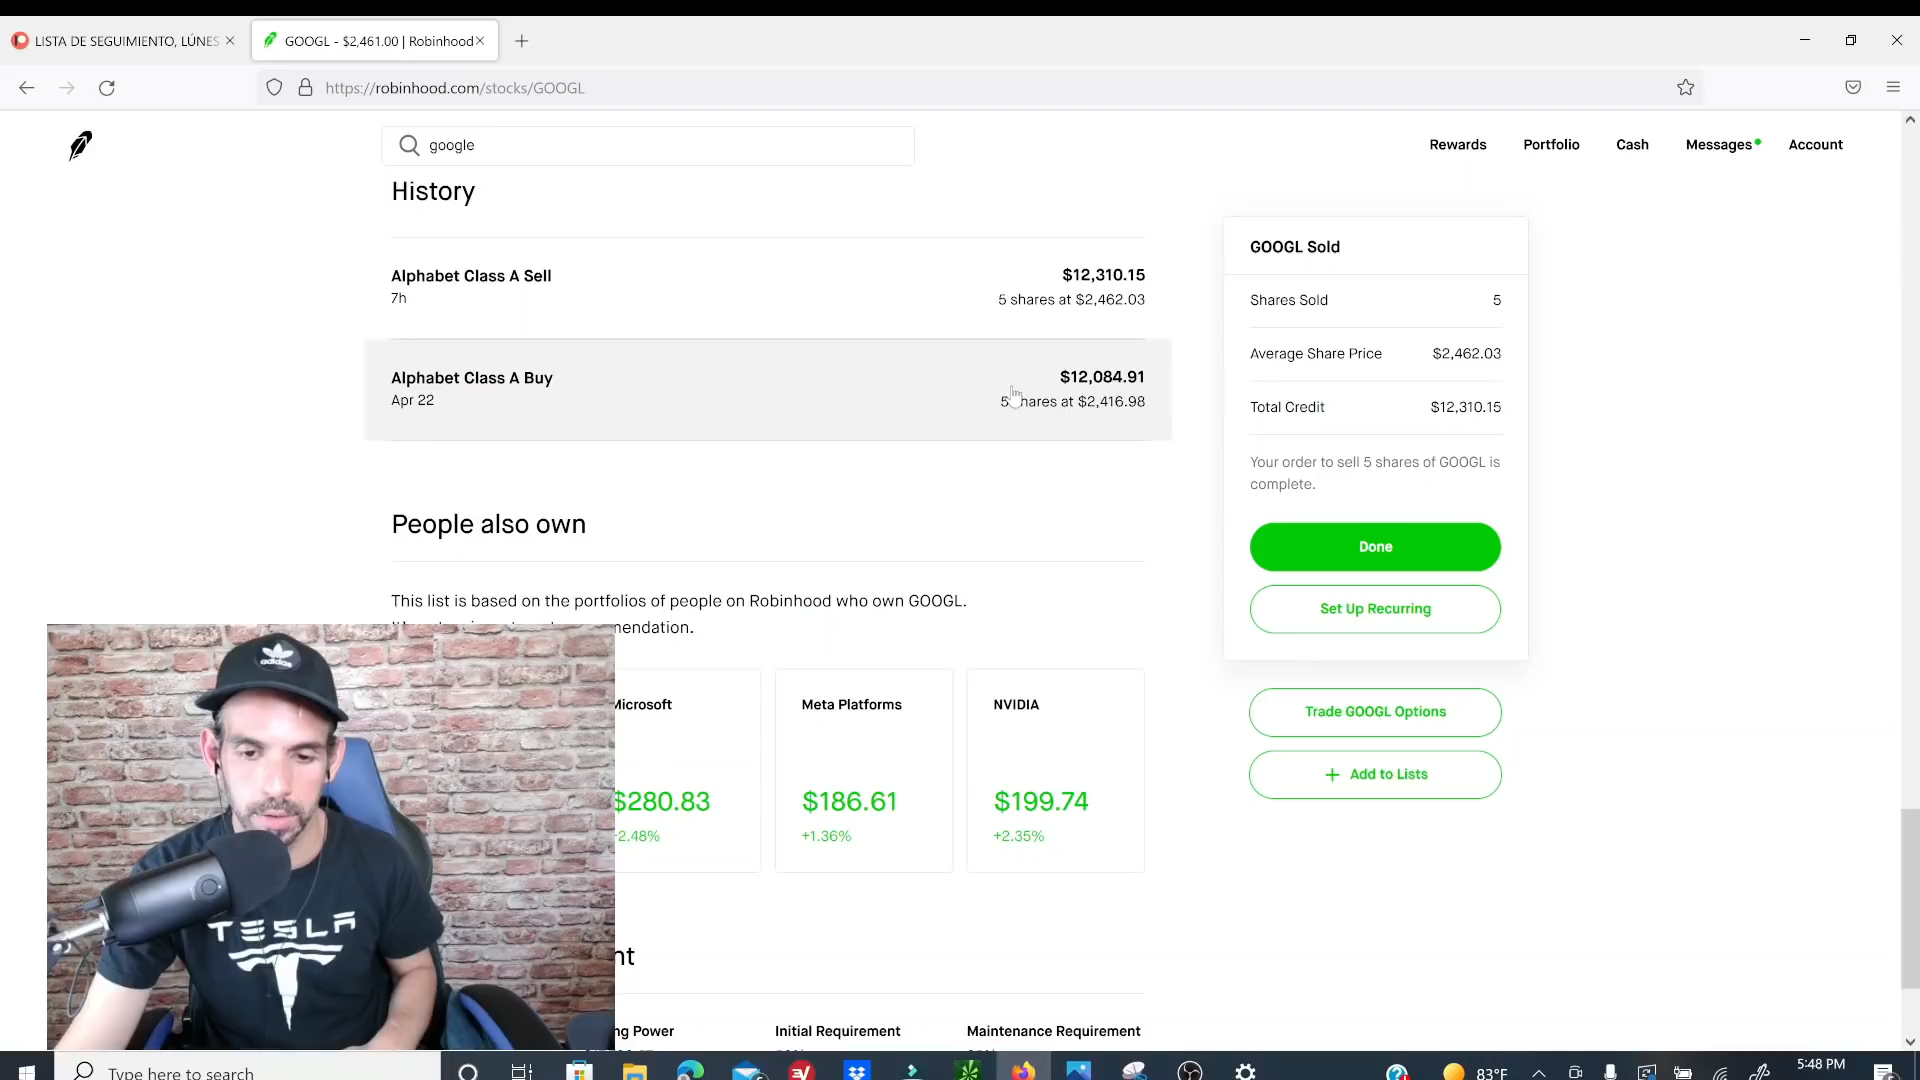 LISTA DE SEGUIMIENTO, LÚNES
GOOGL - $2,461.00 | Robinhood
https://robinhood.com/stocks/GOOGL
google
Rewards
Portfolio
Cash
Messages
Account
History
Alphabet Class A Sell
$12,310.15
7h
5 shares at $2,462.03
Alphabet Class A Buy
$12,084.91
Apr 22
5 shares at $2,416.98
GOOGL Sold
Shares Sold
5
Average Share Price
$2,462.03
Total Credit
$12,310.15
Your order to sell 5 shares of GOOGL is
complete.
Done
Set Up Recurring
Trade GOOGL Options
+ Add to Lists
People also own
This list is based on the portfolios of people on Robinhood who own GOOGL.
Microsoft
$280.83
2.48%
Meta Platforms
$186.61
+1.36%
NVIDIA
$199.74
+2.35%
Initial Requirement
Maintenance Requirement
Power
adidas
TESLA
Type here to search
83°F
5:48 PM